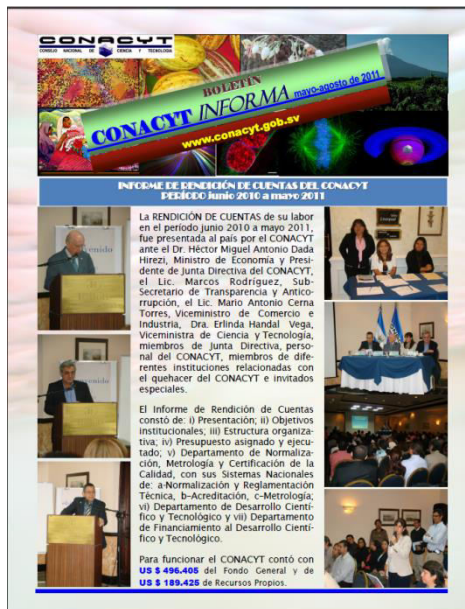 CONACYT
CONSEJO NACIONAL DE CIENCIA Y TECNOLOGIA
BOLETIN
CONACYT INFORMA mayo-agosto de 2011
www.conacyt.gob.sv
INFORME DE RENDICIÓN DE CUENTAS DEL CONACYT
PERÍODO junio 2010 a mayo 2011
La RENDICIÓN DE CUENTAS de su labor
en el período junio 2010 a mayo 2011,
fue presentada al país por el CONACYT
ante el Dr. Héctor Miguel Antonio Dada
Hirezi, Ministro de Economía y Presi-
dente de Junta Directiva del CONACYT,
el Lic. Marcos Rodríguez, Sub-
Secretario de Transparencia y Antico-
rrupción, el Lic. Mario Antonio Cerna
Torres, Viceministro de Comercio e
Industria, Dra. Erlinda Handal Vega,
Viceministra de Ciencia y Tecnología,
miembros de Junta Directiva, perso-
nal del CONACYT, miembros de dife-
rentes instituciones relacionadas con
el quehacer del CONACYT e invitados
especiales.
El Informe de Rendición de Cuentas
constó de: i) Presentación; ii) Objetivos
institucionales; iii) Estructura organiza-
tiva; iv) Presupuesto asignado y ejecu-
tado; v) Departamento de Normaliza-
ción, Metrología y Certificación de la
Calidad, con sus Sistemas Nacionales
de: a-Normalización y Reglamentación
Técnica, b-Acreditación, c-Metrología;
vi) Departamento de Desarrollo Cientí-
fico y Tecnológico y vii) Departamento
de Financiamiento al Desarrollo Cientí-
fico y Tecnológico.
Para funcionar el CONACYT contó con
US $ 496.405 del Fondo General y de
US $ 189.425 de Recursos Propios.